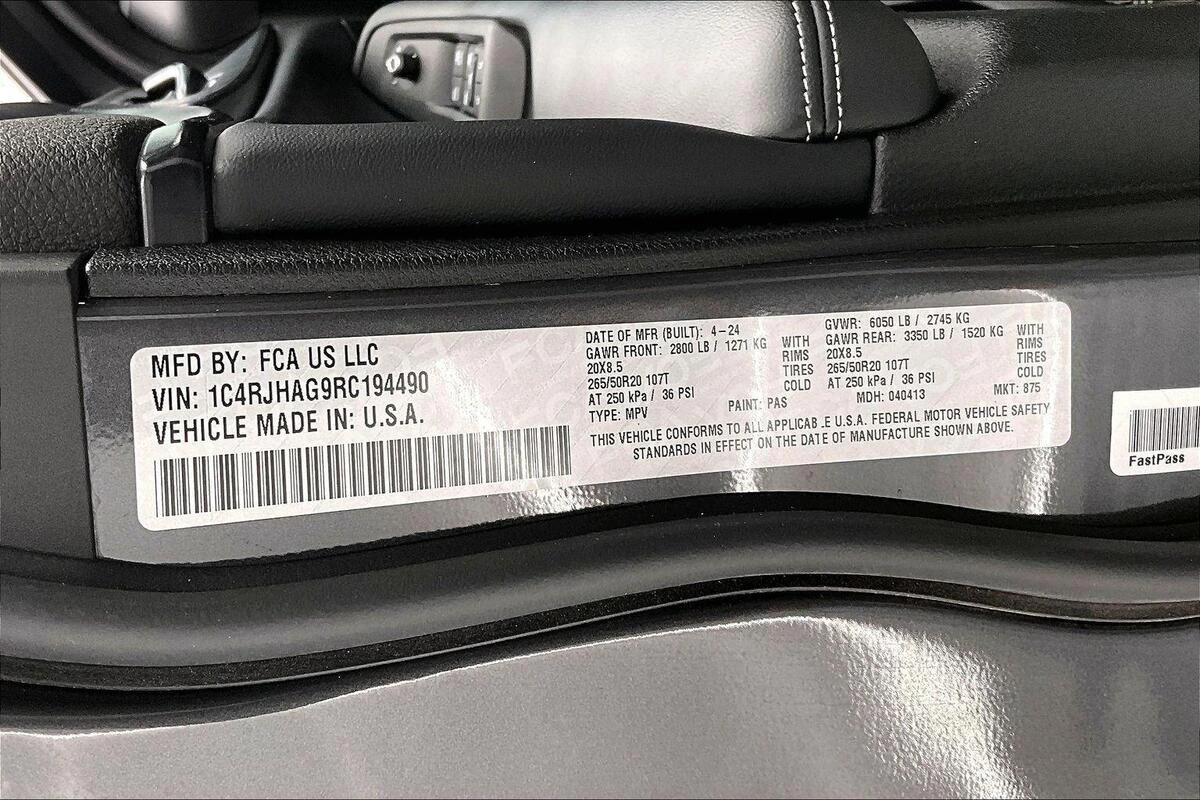 MFD BY: FCA US LLC
VIN: 1C4RJHAG9RC194490
VEHICLE MADE IN: U.S.A.
DATE OF MFR (BUILT): 4-24
GAWR FRONT: 2800 LB / 1271 KG WITH
20X8.5 RIMS
265/50R20 107T TIRES
AT 250 kPa / 36 PSI COLD
TYPE: MPV PAINT: PAS
GVWR: 6050 LB / 2745 KG
GAWR REAR: 3350 LB / 1520 KG WITH
20X8.5 RIMS
265/50R20 107T TIRES
AT 250 kPa / 36 PSI COLD
MDH: 040413 MKT: 875
THIS VEHICLE CONFORMS TO ALL APPLICAB.E U.S.A. FEDERAL MOTOR VEHICLE SAFETY
STANDARDS IN EFFECT ON THE DATE OF MANUFACTURE SHOWN ABOVE.
FastPass